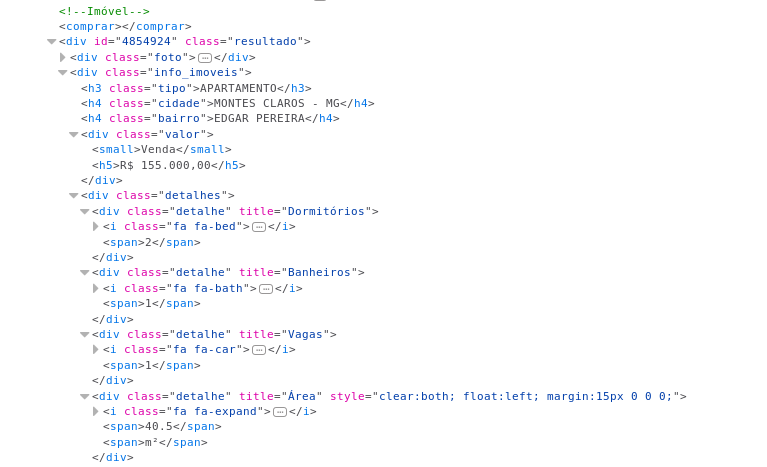 <!--Imóvel-->
<comprar></comprar>
<div id="4854924" class="resultado">
<div class="foto">…</div>
<div class="info_imoveis">
<h3 class="tipo">APARTAMENTO</h3>
<h4 class="cidade">MONTES CLAROS - MG</h4>
<h4 class="bairro">EDGAR PEREIRA</h4>
<div class="valor">
<small>Venda</small>
<h5>R$ 155.000,00</h5>
</div>
<div class="detalhes">
<div class="detalhe" title="Dormitórios">
<i class="fa fa-bed">…</i>
<span>2</span>
</div>
<div class="detalhe" title="Banheiros">
<i class="fa fa-bath">…</i>
<span>1</span>
</div>
<div class="detalhe" title="Vagas">
<i class="fa fa-car">…</i>
<span>1</span>
</div>
<div class="detalhe" title="Área" style="clear:both; float:left; margin:15px 0 0 0;">
<i class="fa fa-expand">…</i>
<span>40.5</span>
<span>m²</span>
</div>